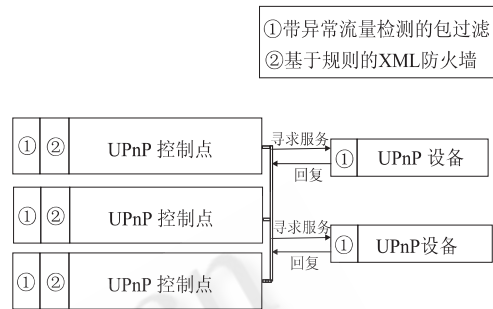 ①带异常流量检测的包过滤
②基于规则的XML防火墙
① ② UPnP 控制点
寻求服务
回复
① UPnP 设备
① ② UPnP 控制点
寻求服务
回复
① UPnP设备
① ② UPnP 控制点